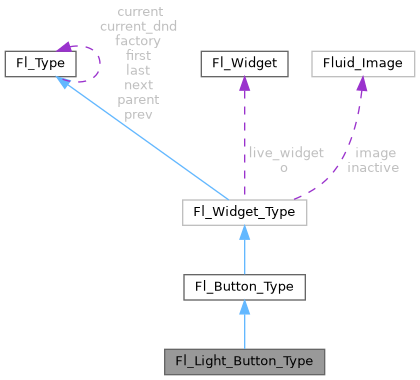 current
current_dnd
factory
first
last
next
parent
prev
Fl_Type
Fl_Widget
Fluid_Image
live_widget
o
image
inactive
Fl_Widget_Type
Fl_Button_Type
Fl_Light_Button_Type